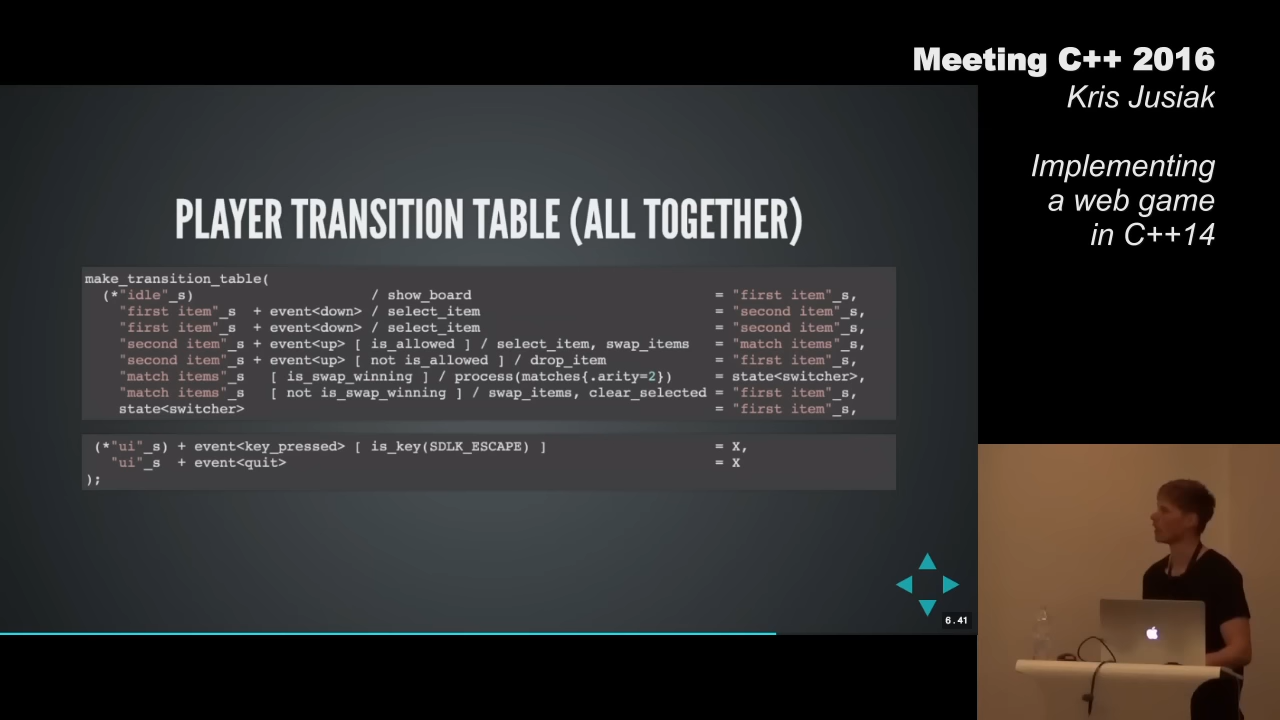 Meeting C++ 2016
Kris Jusiak
Implementing
a web game
in C++14
PLAYER TRANSITION TABLE (ALL TOGETHER)
make_transition_table(
(*"idle"_s) / show_board = "first item"_s,
"first item"_s + event<down> / select_item = "second item"_s,
"first item"_s + event<down> / select_item = "second item"_s,
"second item"_s + event<up> [ is_allowed ] / select_item, swap_items = "match items"_s,
"second item"_s + event<up> [ not is_allowed ] / drop_item = "first item"_s,
"match items"_s [ is_swap_winning ] / process(matches{.arity=2}) = state<switcher>,
"match items"_s [ not is_swap_winning ] / swap_items, clear_selected = "first item"_s,
state<switcher> = "first item"_s,
(*"ui"_s) + event<key_pressed> [ is_key(SDLK_ESCAPE) ] = X,
"ui"_s + event<quit> = X
);
6.41